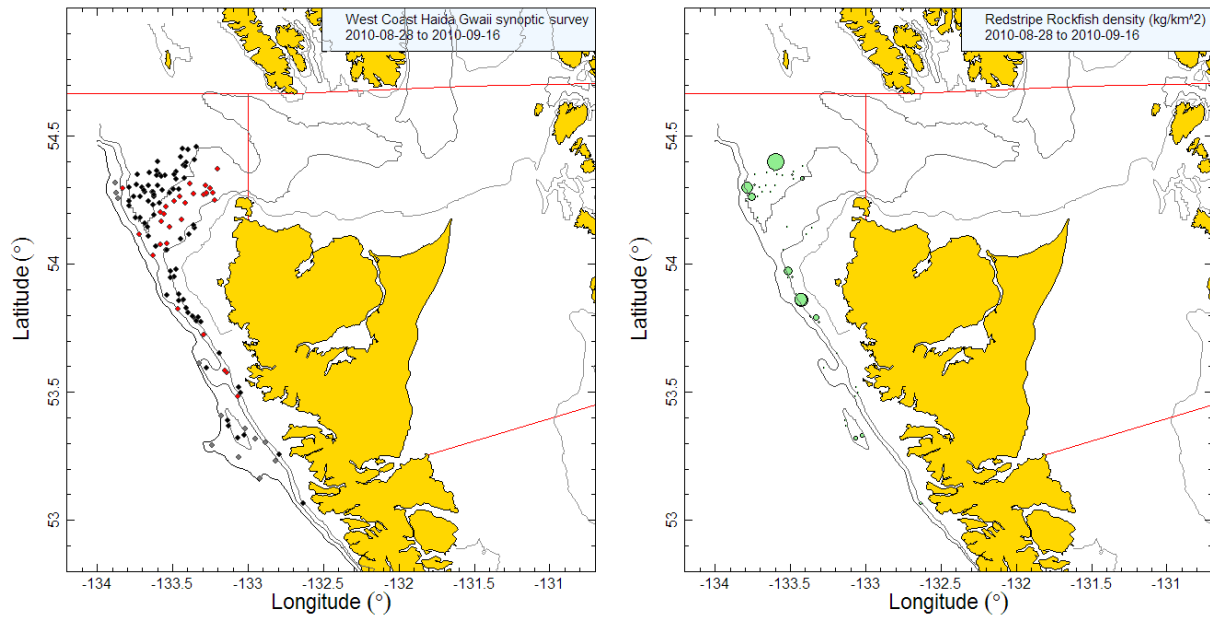 West Coast Haida Gwaii synoptic survey
2010-08-28 to 2010-09-16
54.5
54
53.5
53
Latitude (°)
-134
-133.5
-133
-132.5
-132
-131.5
-131
Longitude (°)
Redstripe Rockfish density (kg/km^2)
2010-08-28 to 2010-09-16
54.5
54
53.5
53
Latitude (°)
-134
-133.5
-133
-132.5
-132
-131.5
-131
Longitude (°)